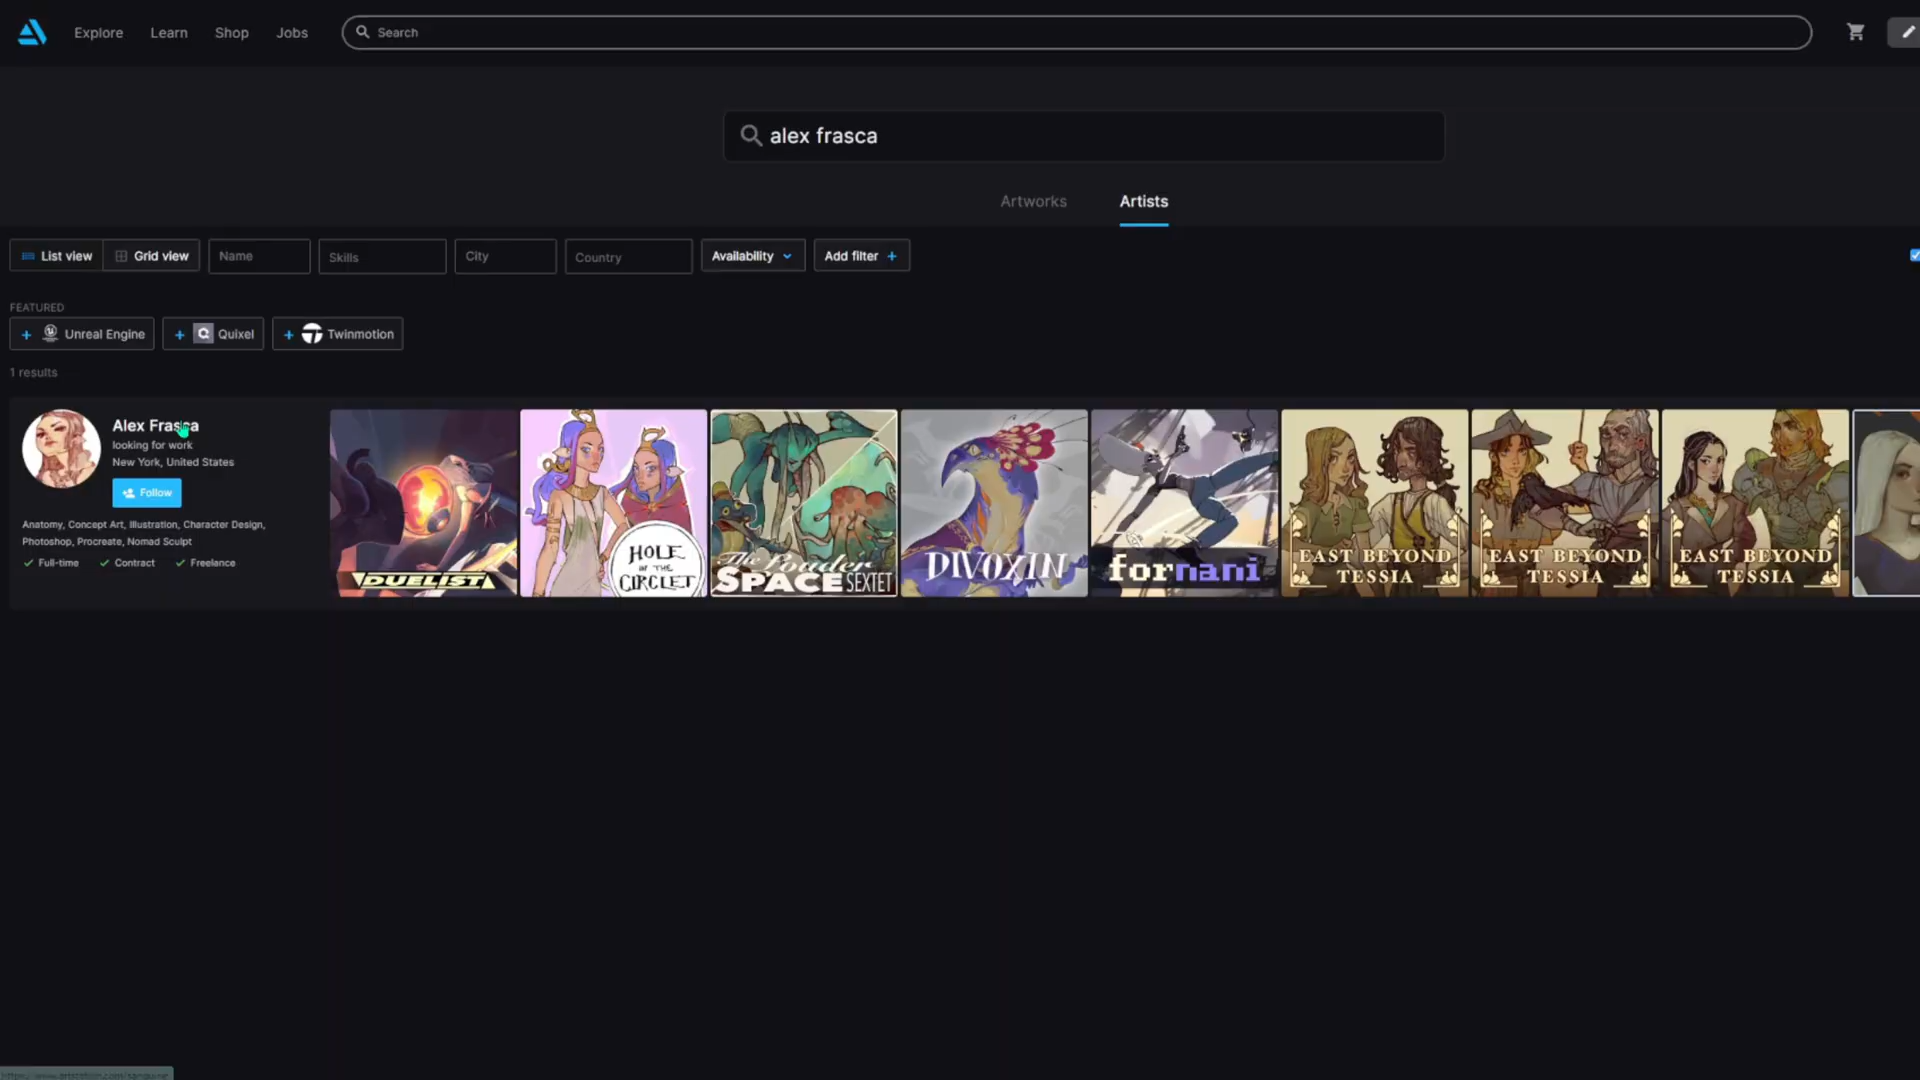 Explore Learn Shop Jobs Search
alex frasca
Artworks Artists
List view Grid view Name Skills City Country Availability Add filter +
FEATURED
+ Unreal Engine + Quixel + Twinmotion
1 results
Alex Frasca
looking for work
New York, United States
Follow
Anatomy, Concept Art, Illustration, Character Design,
Photoshop, Procreate, Nomad Sculpt
Full-time Contract Freelance
DUELIST
HOLE
IN THE
CIRCLET
The Loader
SPACE SEXTET
DIVOXIN
fornani
EAST BEYOND
TESSIA
EAST BEYOND
TESSIA
EAST BEYOND
TESSIA